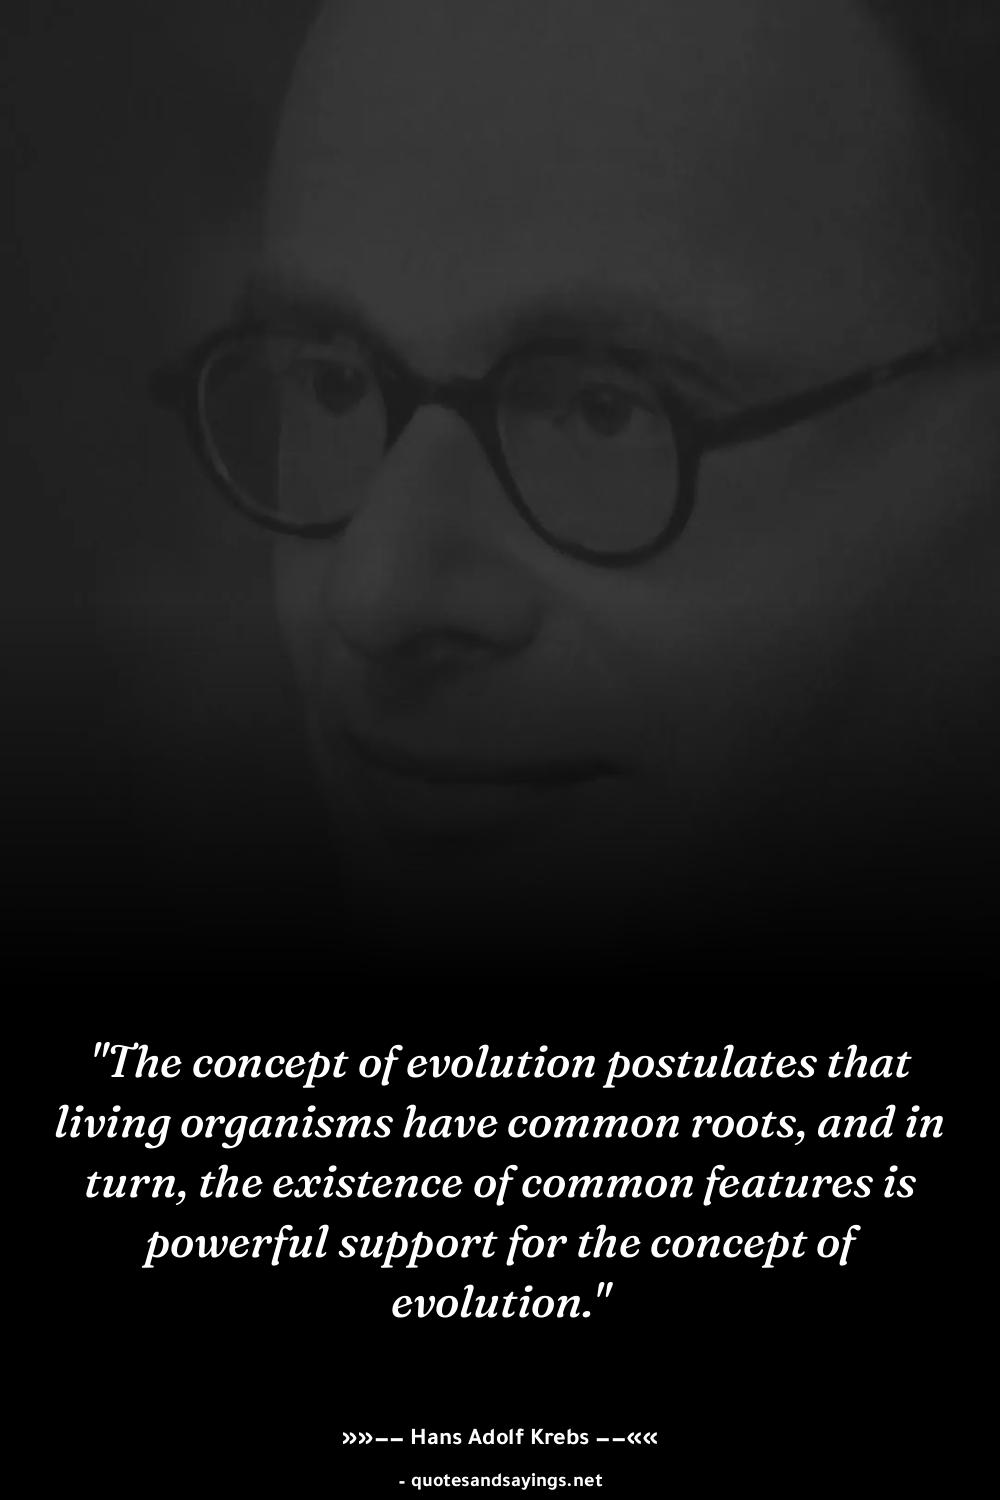 "The concept of evolution postulates that
living organisms have common roots, and in
turn, the existence of common features is
powerful support for the concept of
evolution."
»»–– Hans Adolf Krebs ––««
- quotesandsayings.net